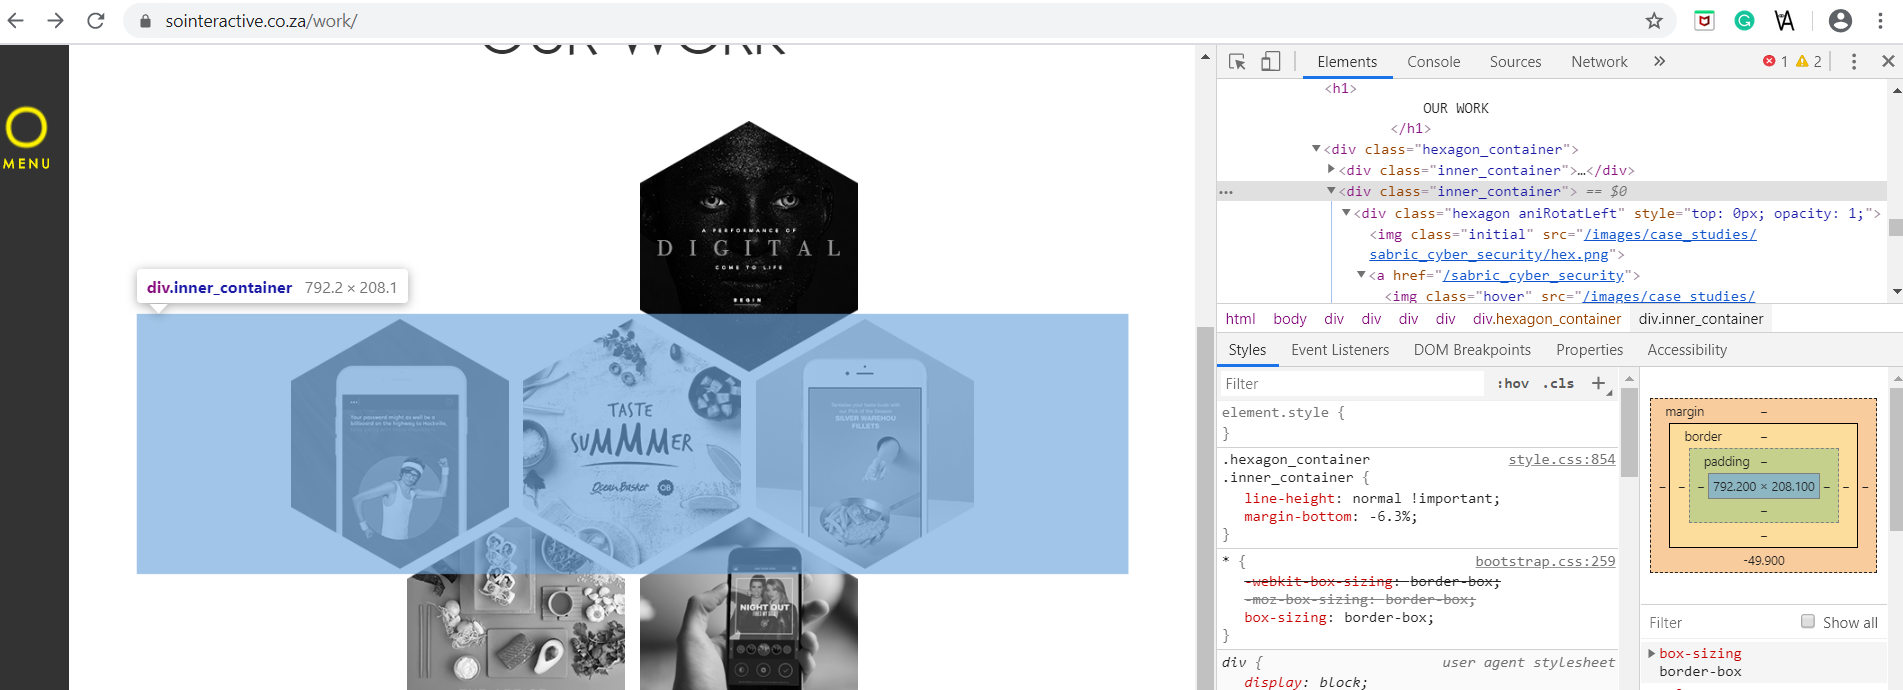 sointeractive.co.za/work/
OUR WORK
MENU
A PERFORMANCE OF
DIGITAL
COME TO LIFE
BEGIN
div.inner_container 792.2 × 208.1
Your password might as well be a
billboard on the highway to Hackville.
TASTE
SUMMMER
Ocean Basket OB
SILVER WAREHOU
FILLETS
NIGHT OUT
Elements Console Sources Network » 1 2
<h1>
OUR WORK
</h1>
<div class="hexagon_container">
<div class="inner_container">…</div>
<div class="inner_container"> == $0
<div class="hexagon aniRotatLeft" style="top: 0px; opacity: 1;">
<img class="initial" src="/images/case_studies/
sabric_cyber_security/hex.png">
<a href="/sabric_cyber_security">
<img class="hover" src="/images/case_studies/
html body div div div div div.hexagon_container div.inner_container
Styles Event Listeners DOM Breakpoints Properties Accessibility
Filter :hov .cls +
element.style {
}
.hexagon_container style.css:854
.inner_container {
line-height: normal !important;
margin-bottom: -6.3%;
}
* { bootstrap.css:259
-webkit-box-sizing: border-box;
-moz-box-sizing: border-box;
box-sizing: border-box;
}
div { user agent stylesheet
display: block;
margin –
border –
padding –
– – – 792.200 × 208.100 – – –
–
–
-49.900
Filter Show all
box-sizing
border-box